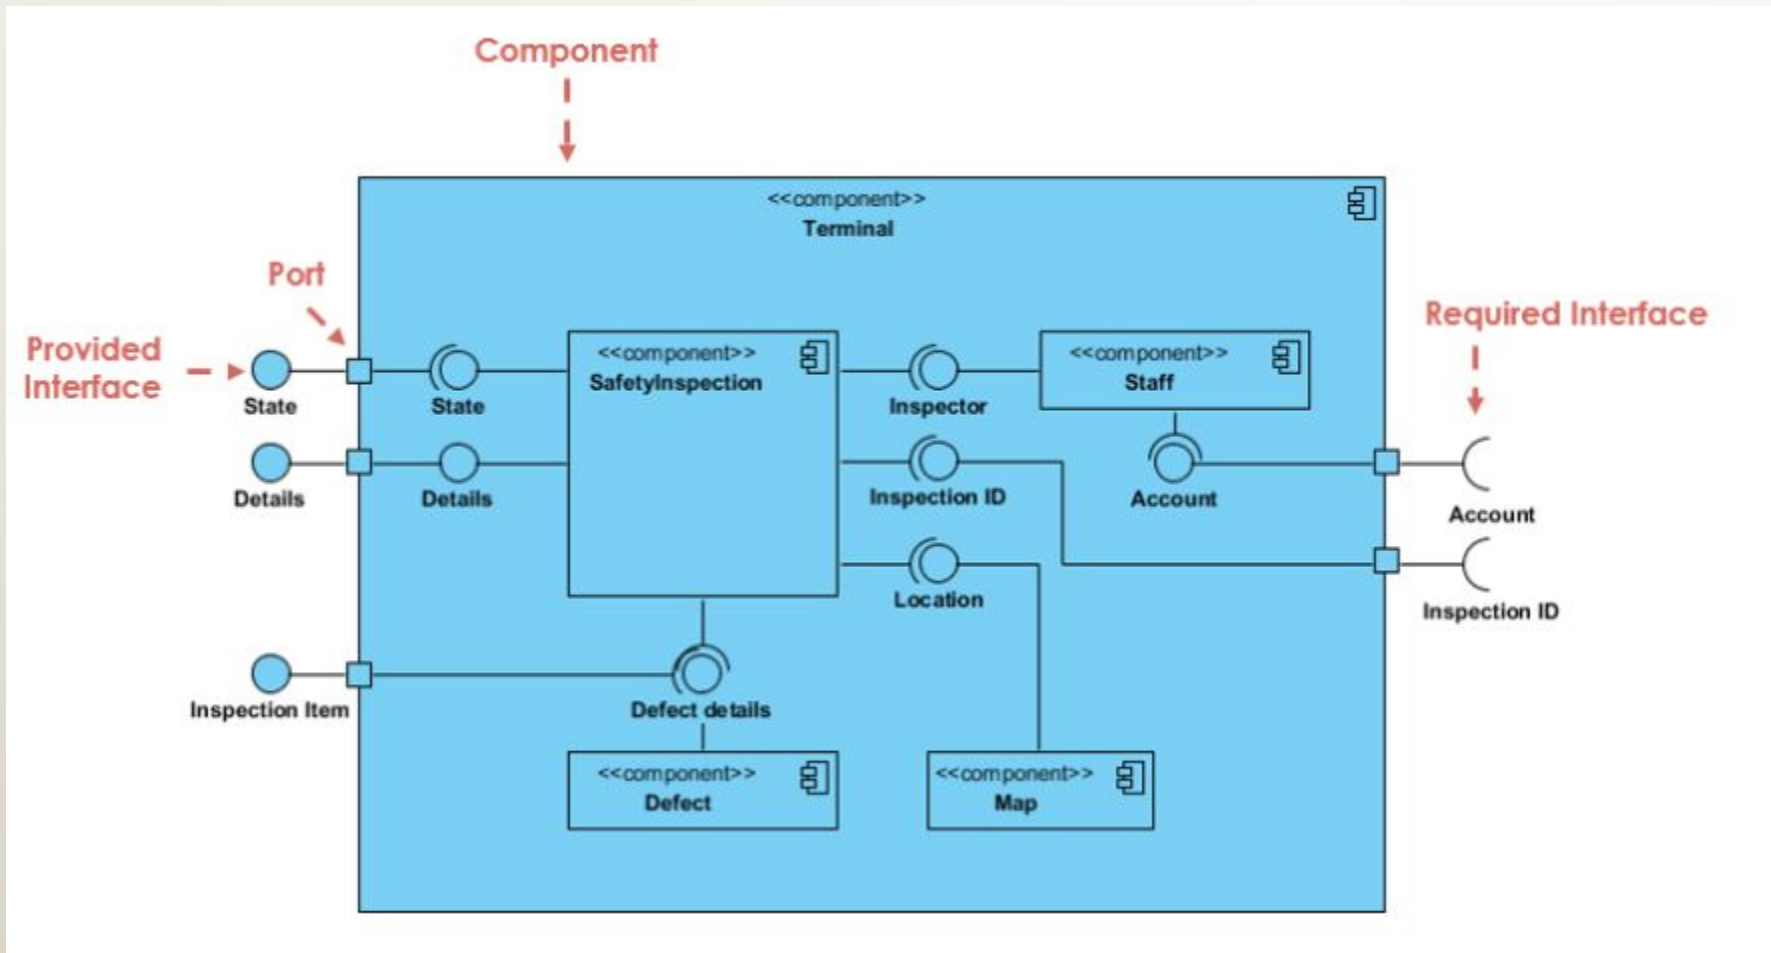 Component
<<component>>
Terminal
Port
Required Interface
Provided
Interface
<<component>>
SafetyInspection
<<component>>
Staff
State
State
Inspector
Details
Details
Inspection ID
Account
Account
Location
Inspection ID
Inspection Item
Defect details
<<component>>
Defect
<<component>>
Map